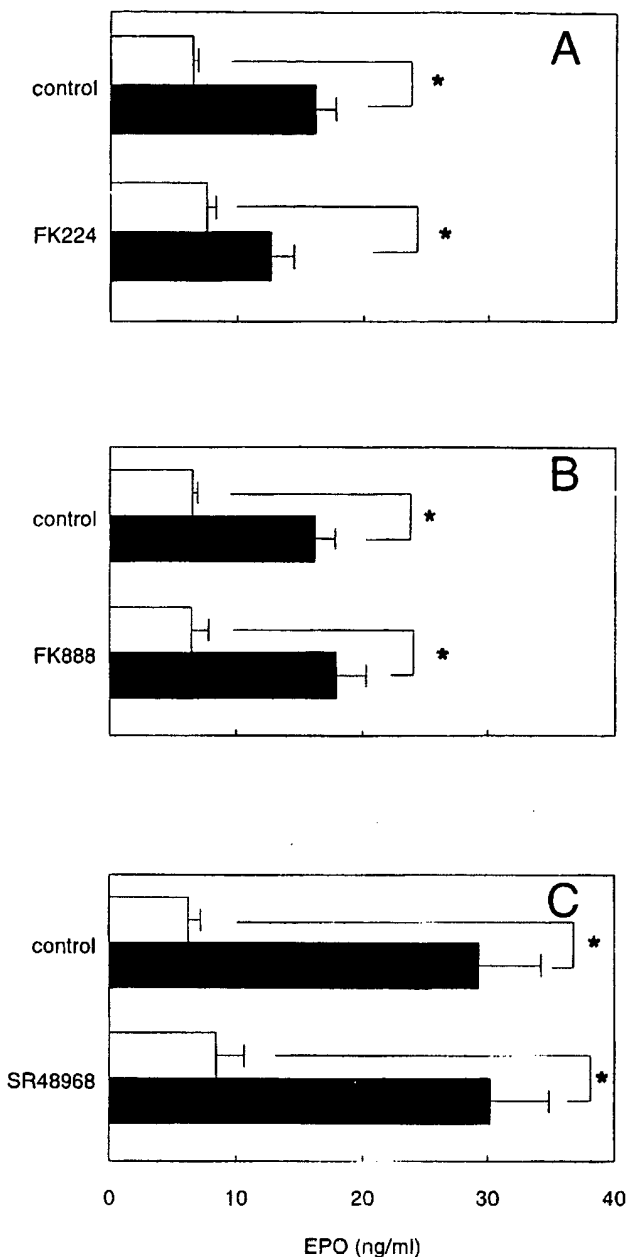 A
control
*
FK224
*
B
control
*
FK888
*
C
control
*
SR48968
*
0 10 20 30 40
EPO (ng/ml)